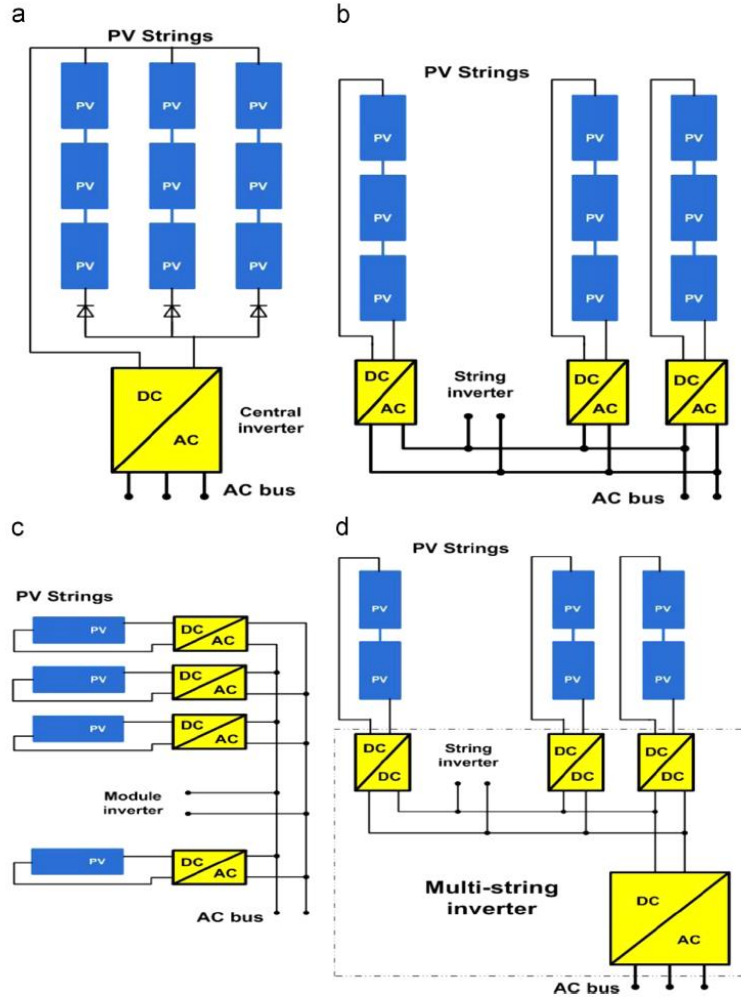 a
PV Strings
PV PV PV
PV PV PV
PV PV PV
DC
AC
Central
inverter
AC bus
b
PV Strings
PV PV PV
PV PV PV
PV PV PV
DC DC DC
AC AC AC
String
inverter
AC bus
c
PV Strings
PV DC
AC
PV DC
AC
PV DC
AC
Module
inverter
PV DC
AC
AC bus
d
PV Strings
PV PV PV
PV PV PV
DC DC DC
DC DC DC
String
inverter
Multi-string
inverter
DC
AC
AC bus